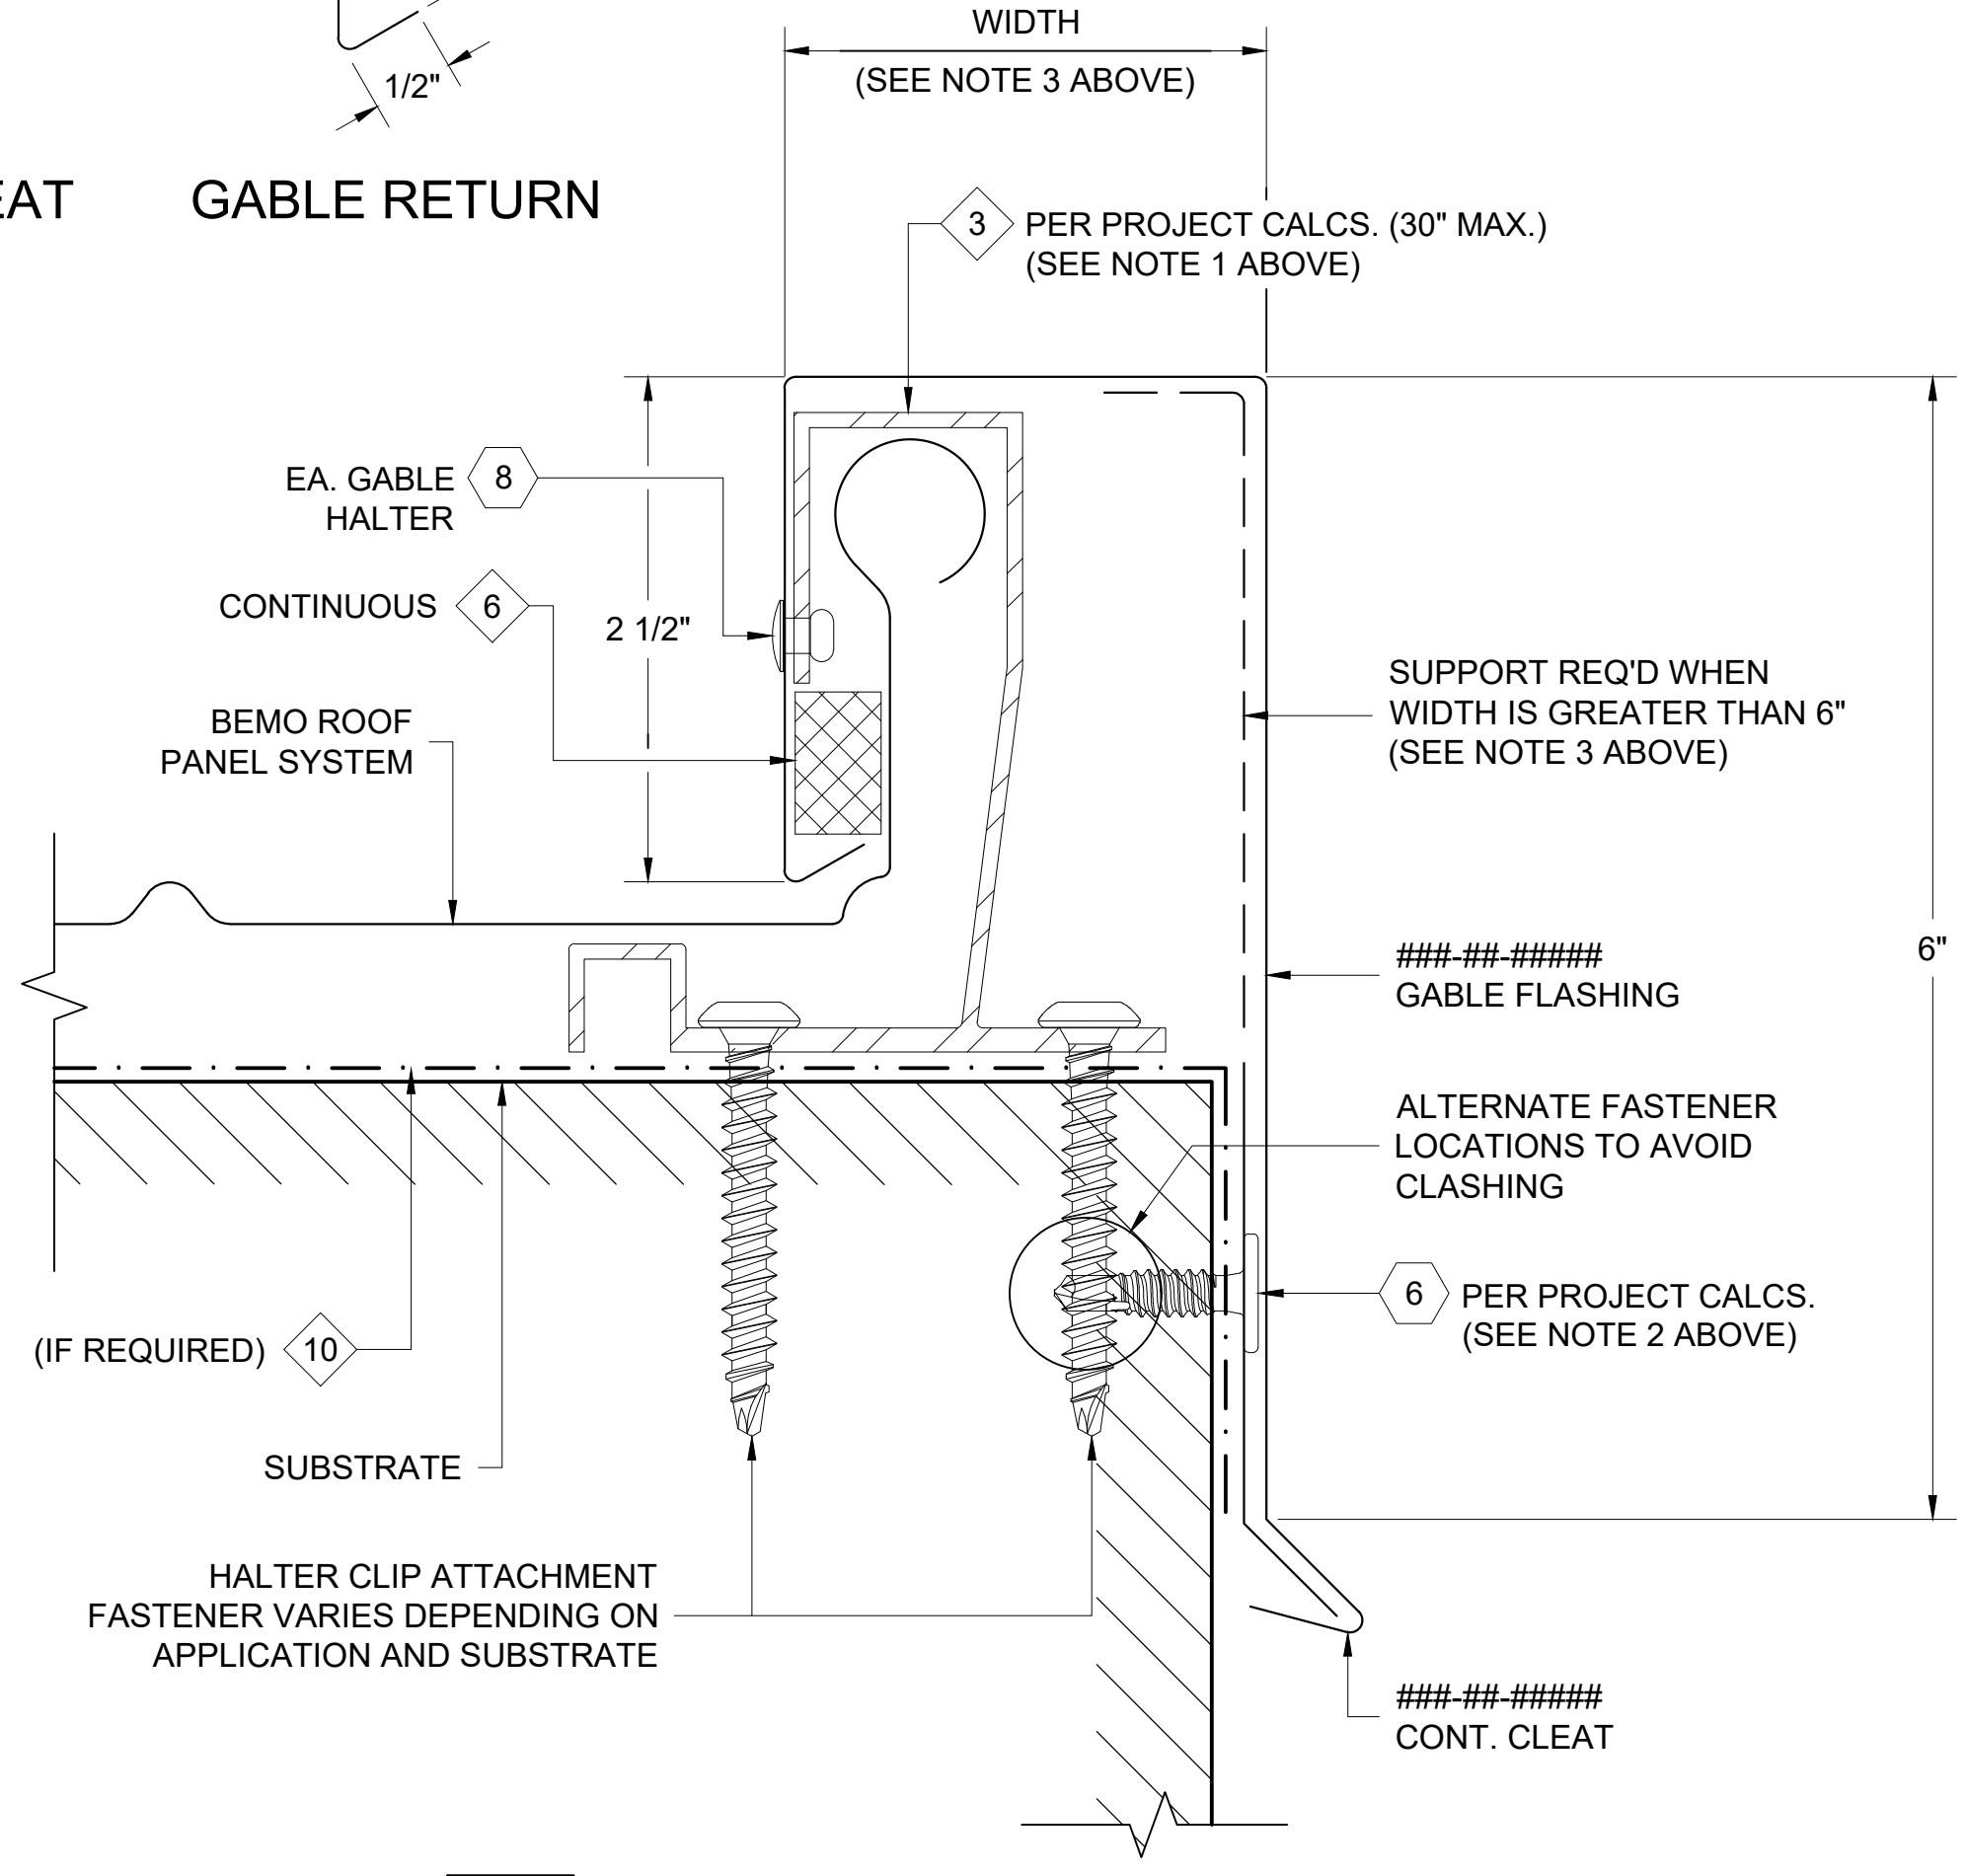 1/2"
EAT
GABLE RETURN
WIDTH
(SEE NOTE 3 ABOVE)
3
PER PROJECT CALCS. (30" MAX.)
(SEE NOTE 1 ABOVE)
EA. GABLE
HALTER
8
CONTINUOUS
6
2 1/2"
BEMO ROOF
PANEL SYSTEM
SUPPORT REQ'D WHEN
WIDTH IS GREATER THAN 6"
(SEE NOTE 3 ABOVE)
6"
###-##-#####
GABLE FLASHING
ALTERNATE FASTENER
LOCATIONS TO AVOID
CLASHING
6
PER PROJECT CALCS.
(SEE NOTE 2 ABOVE)
(IF REQUIRED)
10
SUBSTRATE
HALTER CLIP ATTACHMENT
FASTENER VARIES DEPENDING ON
APPLICATION AND SUBSTRATE
###-##-#####
CONT. CLEAT